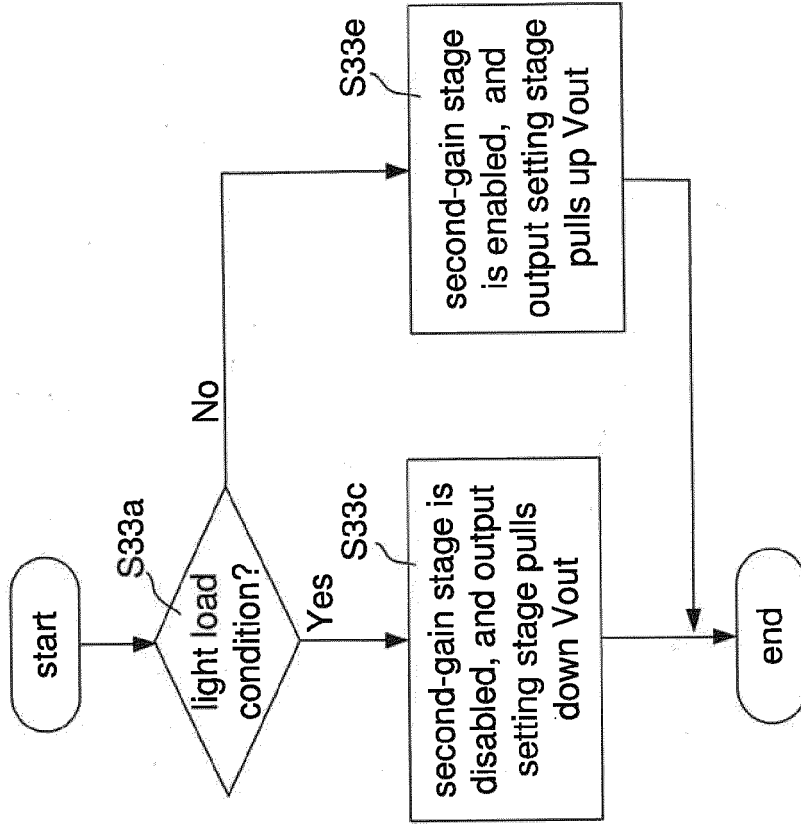 start
S33a
light load
condition?
No
Yes
S33c
second-gain stage is
disabled, and output
setting stage pulls
down Vout
S33e
second-gain stage
is enabled, and
output setting stage
pulls up Vout
end